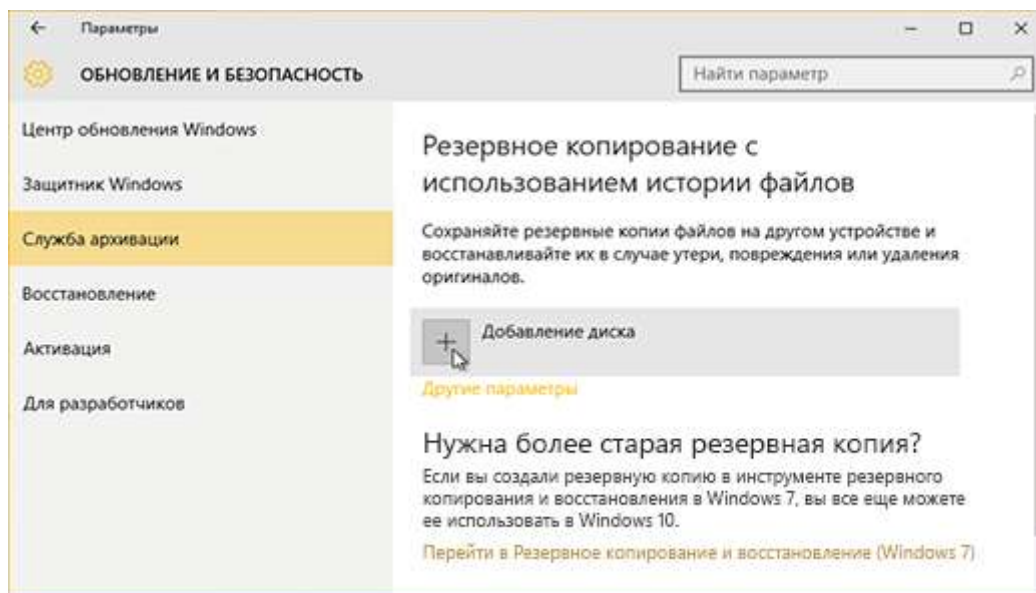 Параметры
ОБНОВЛЕНИЕ И БЕЗОПАСНОСТЬ
Найти параметр
Центр обновления Windows
Защитник Windows
Служба архивации
Восстановление
Активация
Для разработчиков
Резервное копирование с
использованием истории файлов
Сохраняйте резервные копии файлов на другом устройстве и
восстанавливайте их в случае утери, повреждения или удаления
оригиналов.
Добавление диска
Другие параметры
Нужна более старая резервная копия?
Если вы создали резервную копию в инструменте резервного
копирования и восстановления в Windows 7, вы все еще можете
ее использовать в Windows 10.
Перейти в Резервное копирование и восстановление (Windows 7)